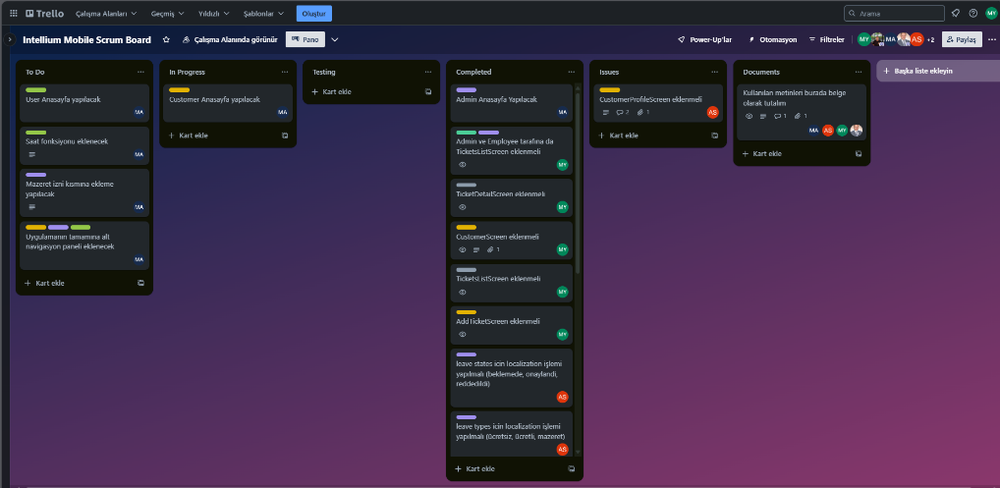 Trello
Çalışma Alanları
Geçmiş
Yıldızlı
Şablonlar
Oluştur
Arama
MY
Intellium Mobile Scrum Board
Çalışma Alanında görünür
Pano
Power-Up'lar
Otomasyon
Filtreler
MY
MA
AS
+2
Paylaş
To Do
User Anasayfa yapılacak
MA
Saat fonksiyonu eklenecek
MA
Mazeret izni kısmına ekleme
yapılacak
MA
Uygulamanın tamamına alt
navigasyon paneli eklenecek
MA
Kart ekle
In Progress
Customer Anasayfa yapılacak
MA
Kart ekle
Testing
Kart ekle
Completed
Admin Anasayfa Yapılacak
MA
Admin ve Employee tarafına da
TicketsListScreen eklenmeli
MY
TicketDetailScreen eklenmeli
MY
CustomerScreen eklenmeli
1
MY
TicketsListScreen eklenmeli
MY
AddTicketScreen eklenmeli
MY
leave states icin localization işlemi
yapılmalı (beklemede, onaylandi,
reddedildi)
AS
leave types icin localization işlemi
yapılmalı (ücretsiz, ücretli, mazeret)
AS
Kart ekle
Issues
CustomerProfileScreen eklenmeli
2
1
AS
Kart ekle
Documents
Kullanılan metinleri burada belge
olarak tutalım
1
1
MA
AS
MY
Kart ekle
Başka liste ekleyin